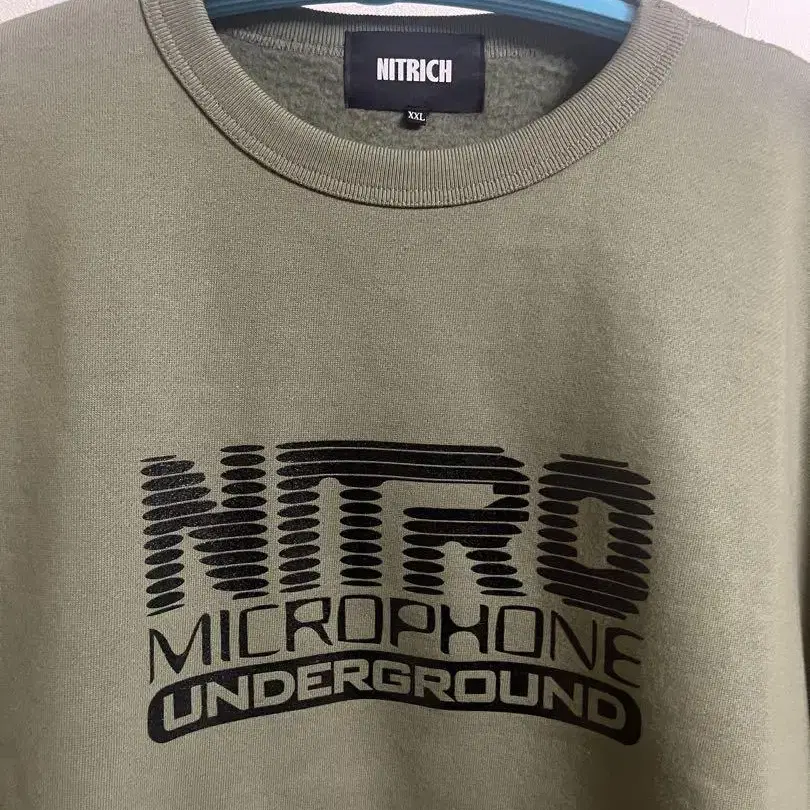 NITRICH
XXL
NITRO
MICROPHONE
UNDERGROUND